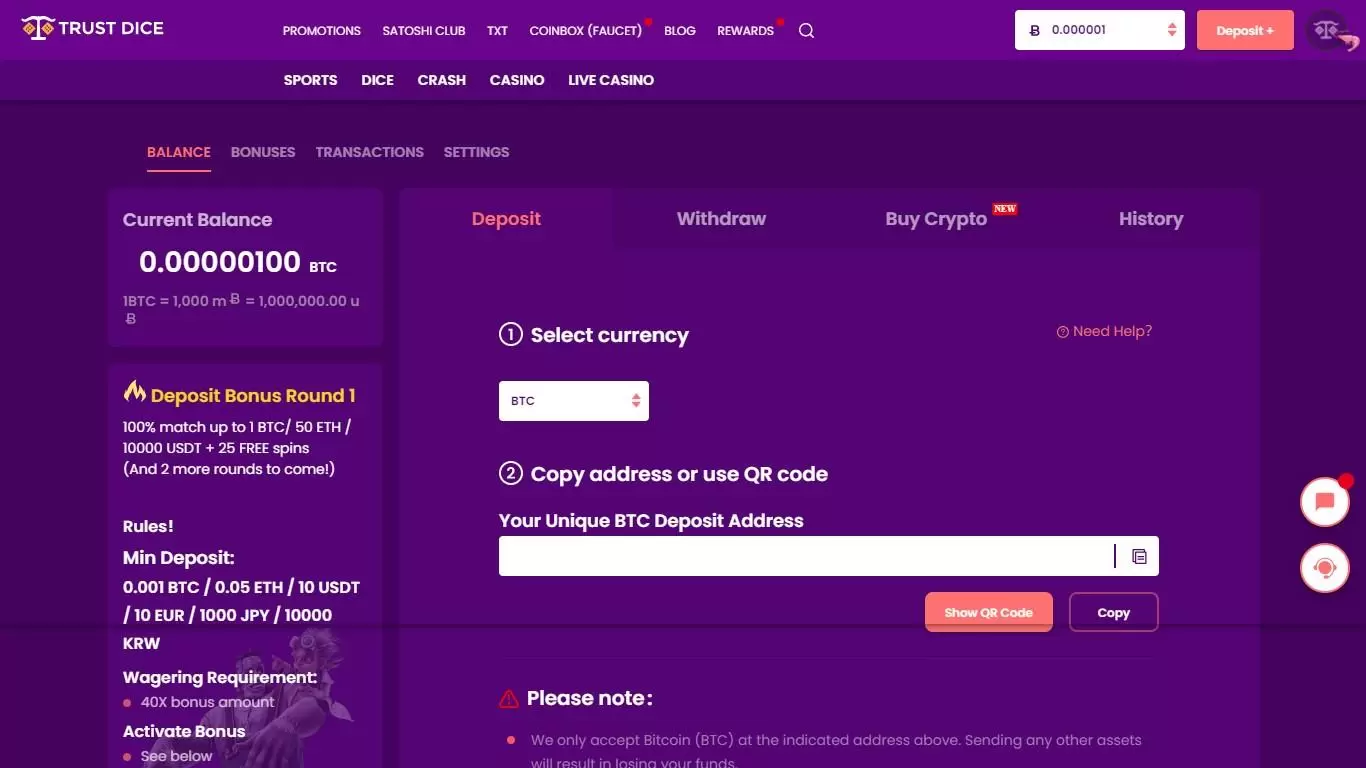 TRUST DICE
PROMOTIONS SATOSHI CLUB TXT COINBOX (FAUCET) BLOG REWARDS
Ƀ 0.000001
Deposit +
SPORTS DICE CRASH CASINO LIVE CASINO
BALANCE BONUSES TRANSACTIONS SETTINGS
Current Balance
0.00000100 BTC
1BTC = 1,000 m Ƀ = 1,000,000.00 u
Ƀ
Deposit Bonus Round 1
100% match up to 1 BTC/ 50 ETH /
10000 USDT + 25 FREE spins
(And 2 more rounds to come!)
Rules!
Min Deposit:
0.001 BTC / 0.05 ETH / 10 USDT
/ 10 EUR / 1000 JPY / 10000
KRW
Wagering Requirement:
40X bonus amount
Activate Bonus
See below
Deposit Withdraw Buy Crypto NEW History
1 Select currency
Need Help?
BTC
2 Copy address or use QR code
Your Unique BTC Deposit Address
Show QR Code Copy
Please note:
We only accept Bitcoin (BTC) at the indicated address above. Sending any other assets
will result in losing your funds.